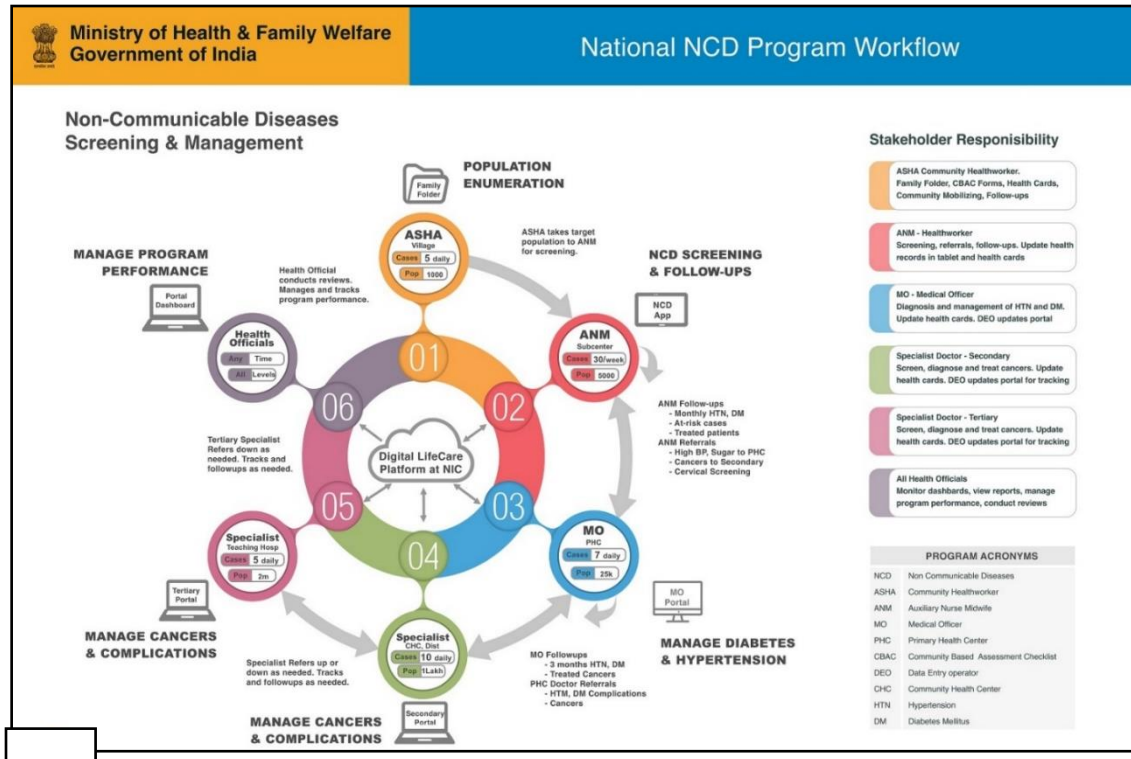 Ministry of Health & Family Welfare
Government of India
National NCD Program Workflow
Non-Communicable Diseases
Screening & Management
Family
Folder
POPULATION
ENUMERATION
ASHA
Village
Cases 5 daily
Pop 1000
ASHA takes target
population to ANM
for screening.
NCD SCREENING
& FOLLOW-UPS
NCD
App
ANM
Subcenter
Cases 30/week
Pop 5000
ANM Follow-ups
- Monthly HTN, DM
- At-risk cases
- Treated patients
ANM Referrals
- High BP, Sugar to PHC
- Cancers to Secondary
- Cervical Screening
MO
PHC
Cases 7 daily
Pop 25k
MO
Portal
MANAGE DIABETES
& HYPERTENSION
MO Followups
- 3 months HTN, DM
- Treated Cancers
PHC Doctor Referrals
- HTM, DM Complications
- Cancers
Specialist
CHC, Dist
Cases 10 daily
Pop 1Lakh
Secondary
Portal
MANAGE CANCERS
& COMPLICATIONS
Specialist Refers up or
down as needed. Tracks
and followups as needed.
Specialist
Teaching Hosp
Cases 5 daily
Pop 2m
Tertiary
Portal
MANAGE CANCERS
& COMPLICATIONS
Tertiary Specialist
Refers down as
needed. Tracks and
followups as needed.
Health
Officials
Any Time
All Levels
Portal
Dashboard
MANAGE PROGRAM
PERFORMANCE
Health Official
conducts reviews.
Manages and tracks
program performance.
01
02
03
04
05
06
Digital LifeCare
Platform at NIC
Stakeholder Responisibility
ASHA Community Healthworker.
Family Folder, CBAC Forms, Health Cards,
Community Mobilizing, Follow-ups
ANM - Healthworker
Screening, referrals, follow-ups. Update health
records in tablet and health cards
MO - Medical Officer
Diagnosis and management of HTN and DM.
Update health cards. DEO updates portal
Specialist Doctor - Secondary
Screen, diagnose and treat cancers. Update
health cards. DEO updates portal for tracking
Specialist Doctor - Tertiary
Screen, diagnose and treat cancers. Update
health cards. DEO updates portal for tracking
All Health Officials
Monitor dashbards, view reports, manage
program performance, conduct reviews
PROGRAM ACRONYMS
NCD Non Communicable Diseases
ASHA Community Healthworker
ANM Auxiliary Nurse Midwife
MO Medical Officer
PHC Primary Health Center
CBAC Community Based Assessment Checklist
DEO Data Entry operator
CHC Community Health Center
HTN Hypertension
DM Diabetes Mellitus